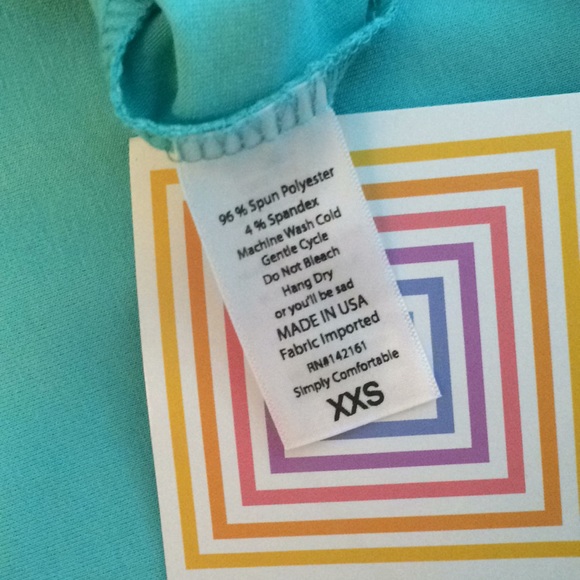 96 % Spun Polyester
4 % Spandex
Machine Wash Cold
Gentle Cycle
Do Not Bleach
Hang Dry
or you'll be sad
MADE IN USA
Fabric Imported
RN#142161
Simply Comfortable
XXS